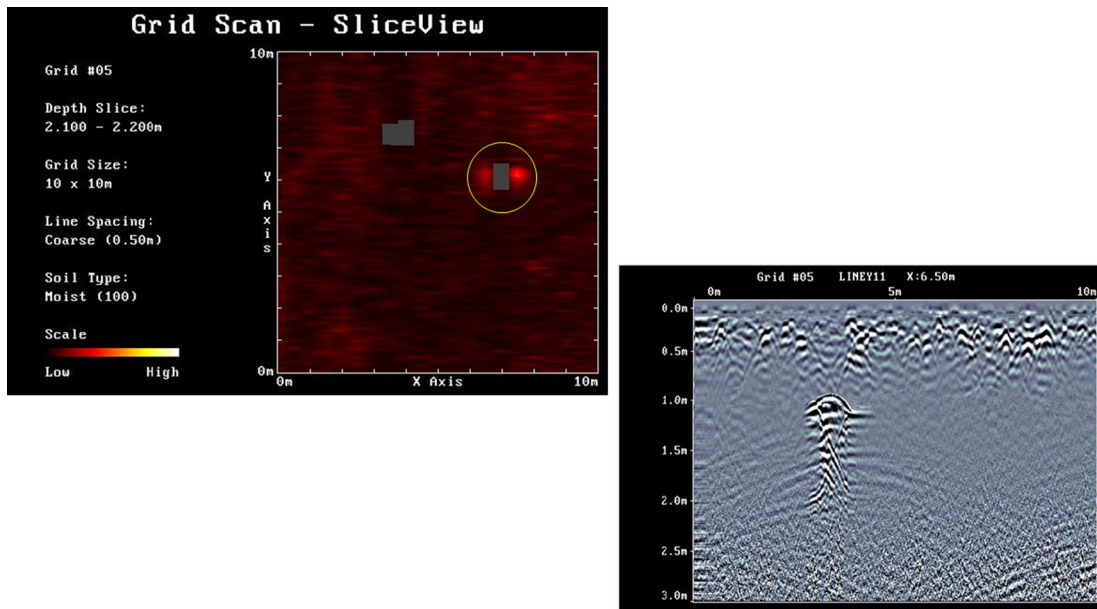 Grid Scan - SliceView
Grid #05
Depth Slice:
2.100 - 2.200m
Grid Size:
10 x 10m
Line Spacing:
Coarse (0.50m)
Soil Type:
Moist (100)
Scale
Low High
10m
Y Axis
0m
0m X Axis 10m
Grid #05 LINEY11 X:6.50m
0m 5m 10m
0.0m
0.5m
1.0m
1.5m
2.0m
2.5m
3.0m